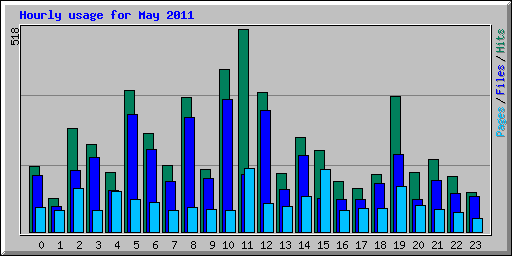 Hourly usage for May 2011
518
Pages / Files / Hits
0 1 2 3 4 5 6 7 8 9 10 11 12 13 14 15 16 17 18 19 20 21 22 23